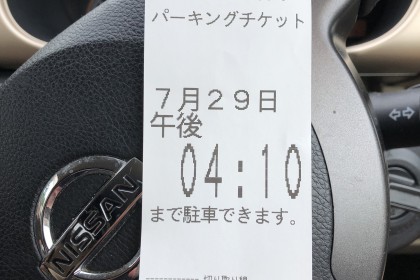 パーキングチケット
７月２９日
午後
04:10
まで駐車できます。
NISSAN